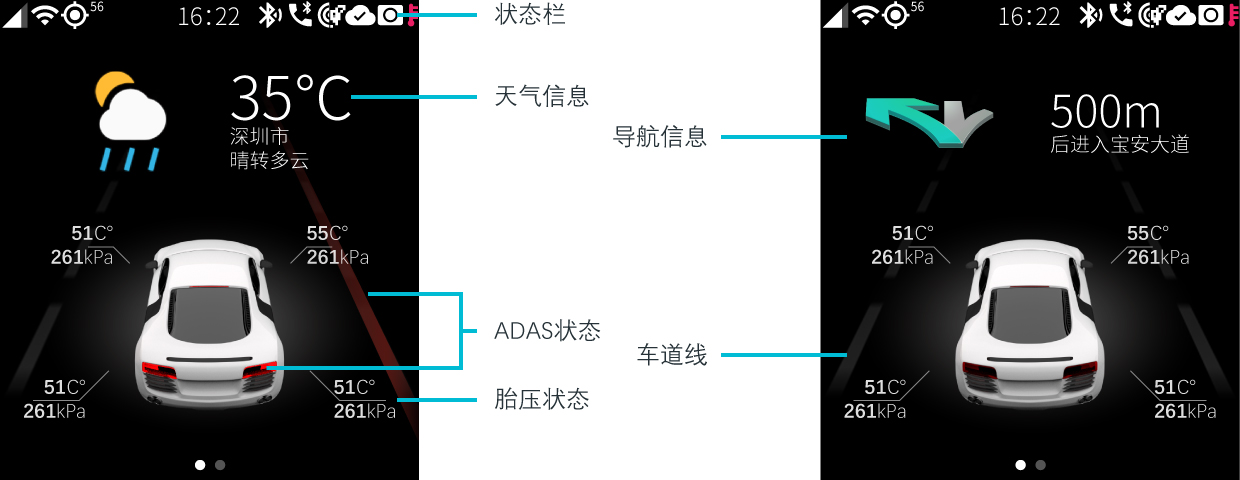 56
16:22
状态栏
35°C
深圳市
晴转多云
天气信息
51C°
261kPa
55C°
261kPa
ADAS状态
51C°
261kPa
51C°
261kPa
胎压状态
56
16:22
导航信息
500m
后进入宝安大道
51C°
261kPa
55C°
261kPa
车道线
51C°
261kPa
51C°
261kPa